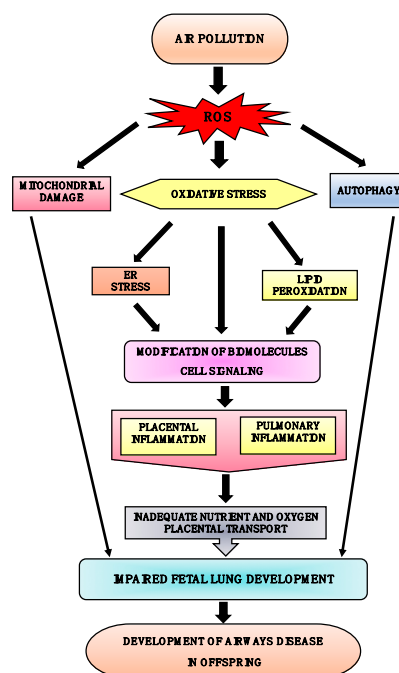 AIR POLLUTION
ROS
MITOCHONDRIAL
DAMAGE
OXIDATIVE STRESS
AUTOPHAGY
ER
STRESS
LIPID
PEROXIDATION
MODIFICATION OF BIOMOLECULES
CELL SIGNALING
PLACENTAL
INFLAMMATION
PULMONARY
INFLAMMATION
INADEQUATE NUTRIENT AND OXYGEN
PLACENTAL TRANSPORT
IMPAIRED FETAL LUNG DEVELOPMENT
DEVELOPMENT OF AIRWAYS DISEASE
IN OFFSPRING